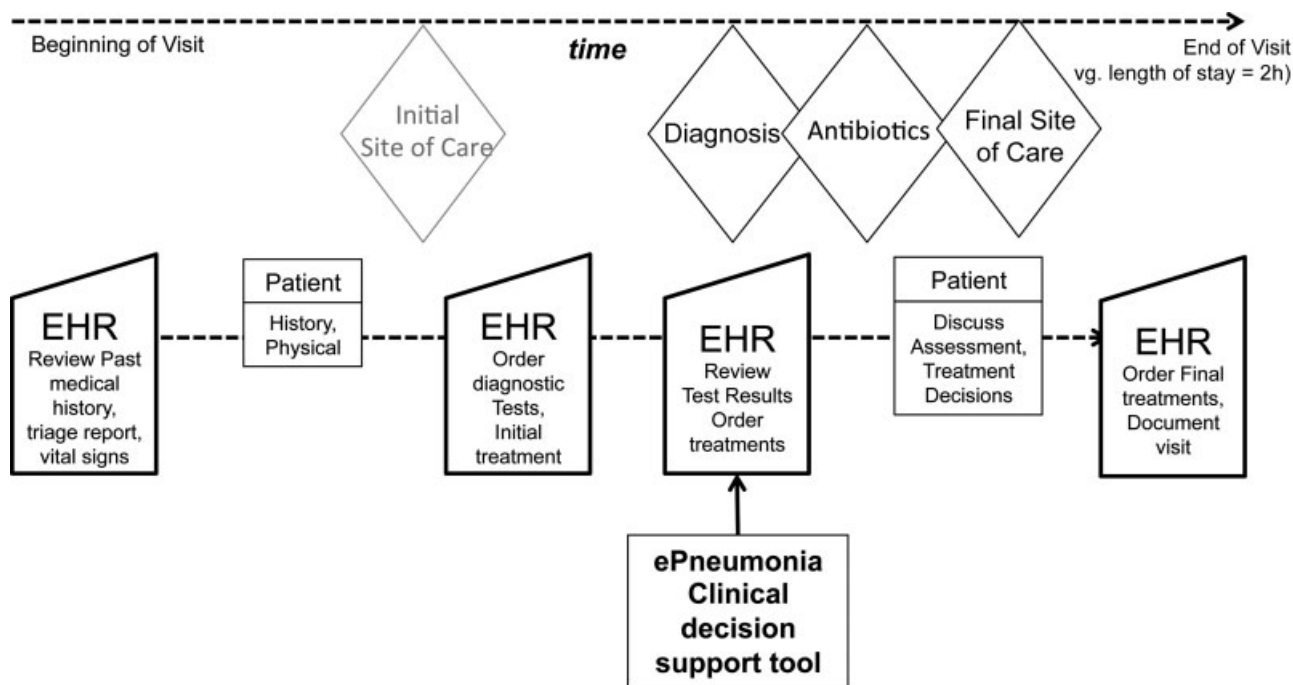 Beginning of Visit
time
End of Visit
vg. length of stay = 2h)
Initial
Site of Care
Diagnosis
Antibiotics
Final Site
of Care
EHR
Review Past
medical
history,
triage report,
vital signs
Patient
History,
Physical
EHR
Order
diagnostic
Tests,
Initial
treatment
EHR
Review
Test Results
Order
treatments
Patient
Discuss
Assessment,
Treatment
Decisions
EHR
Order Final
treatments,
Document
visit
ePneumonia
Clinical
decision
support tool